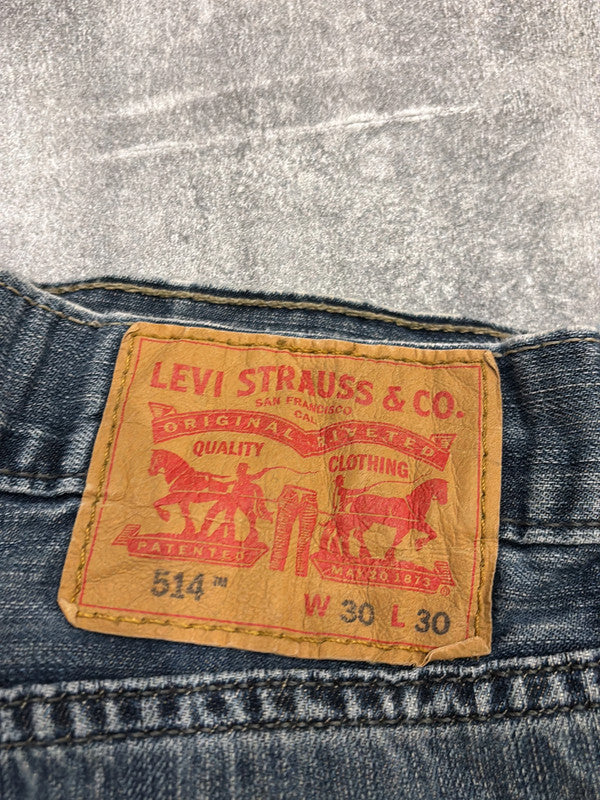 LEVI STRAUSS & CO.
SAN FRANCISCO,
CAL.
ORIGINAL RIVETED
QUALITY CLOTHING
PATENTED MAY 20 1873
®
514™ W 30 L 30